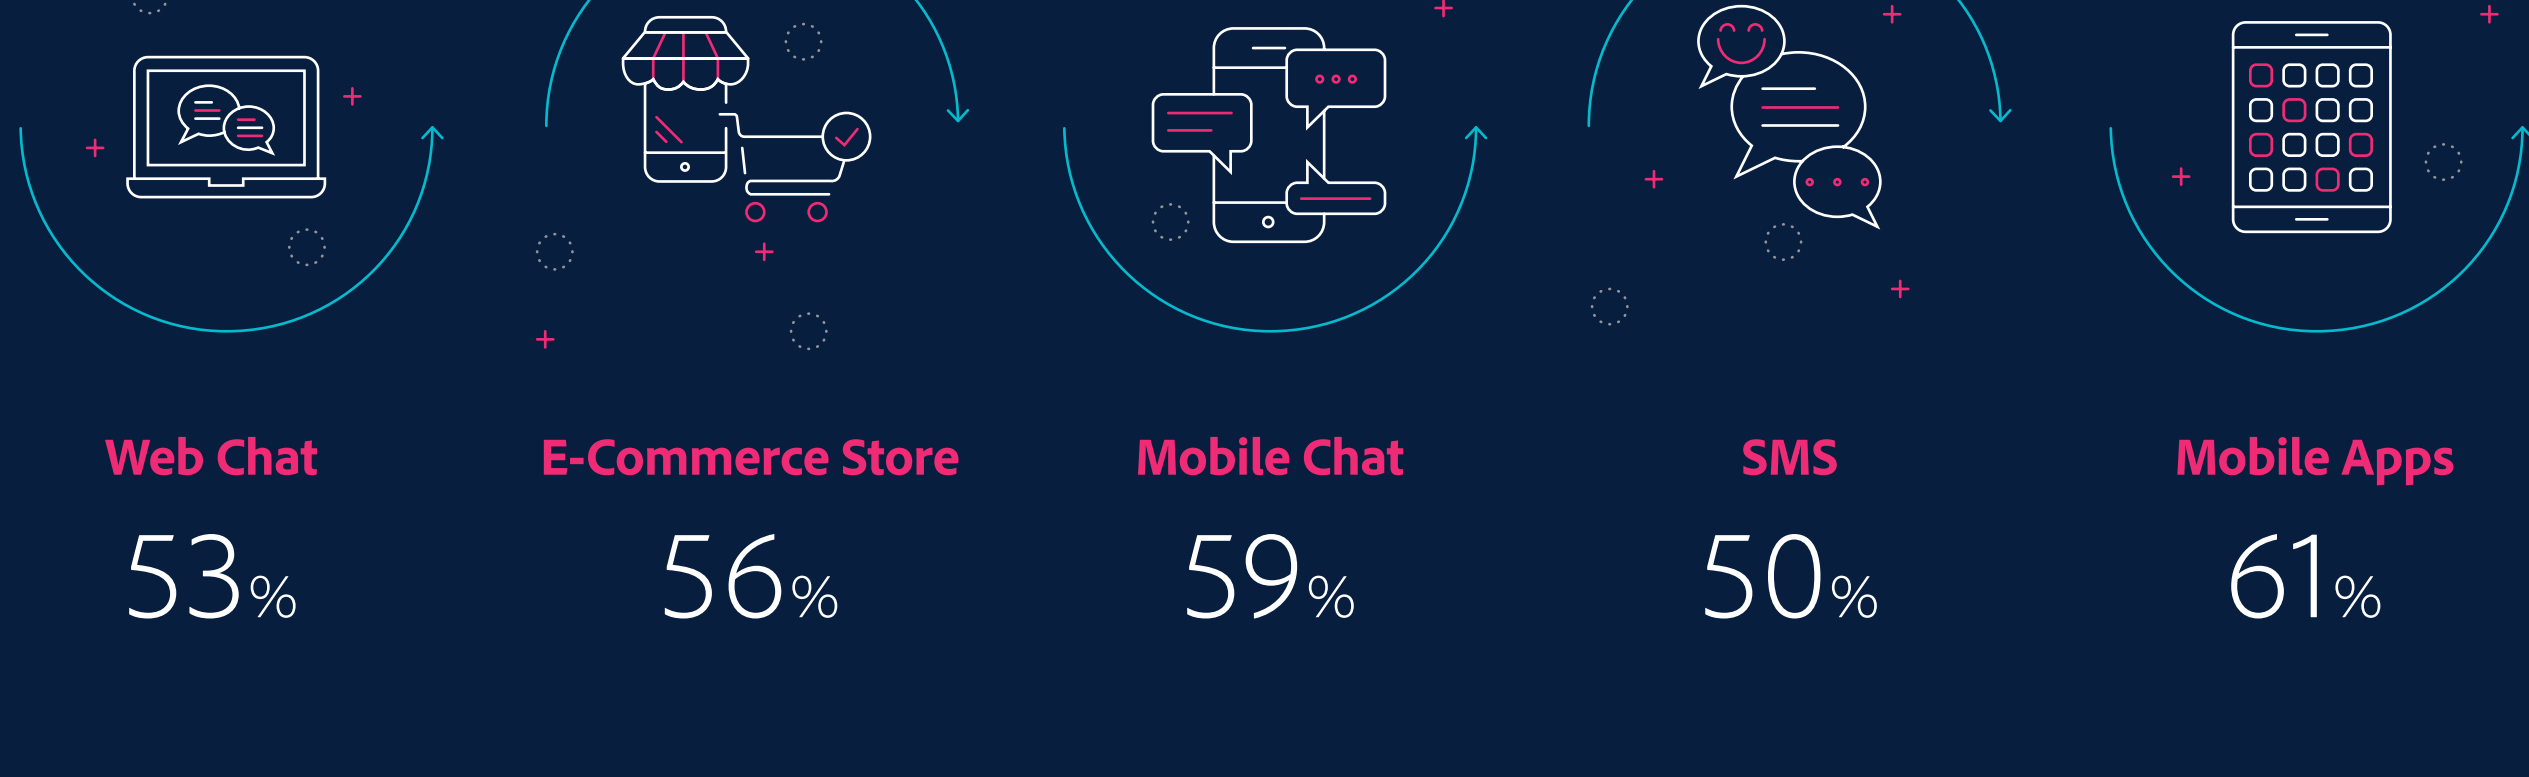 Web Chat
E-Commerce Store
Mobile Chat
SMS
Mobile Apps
53%
56%
59%
50%
61%